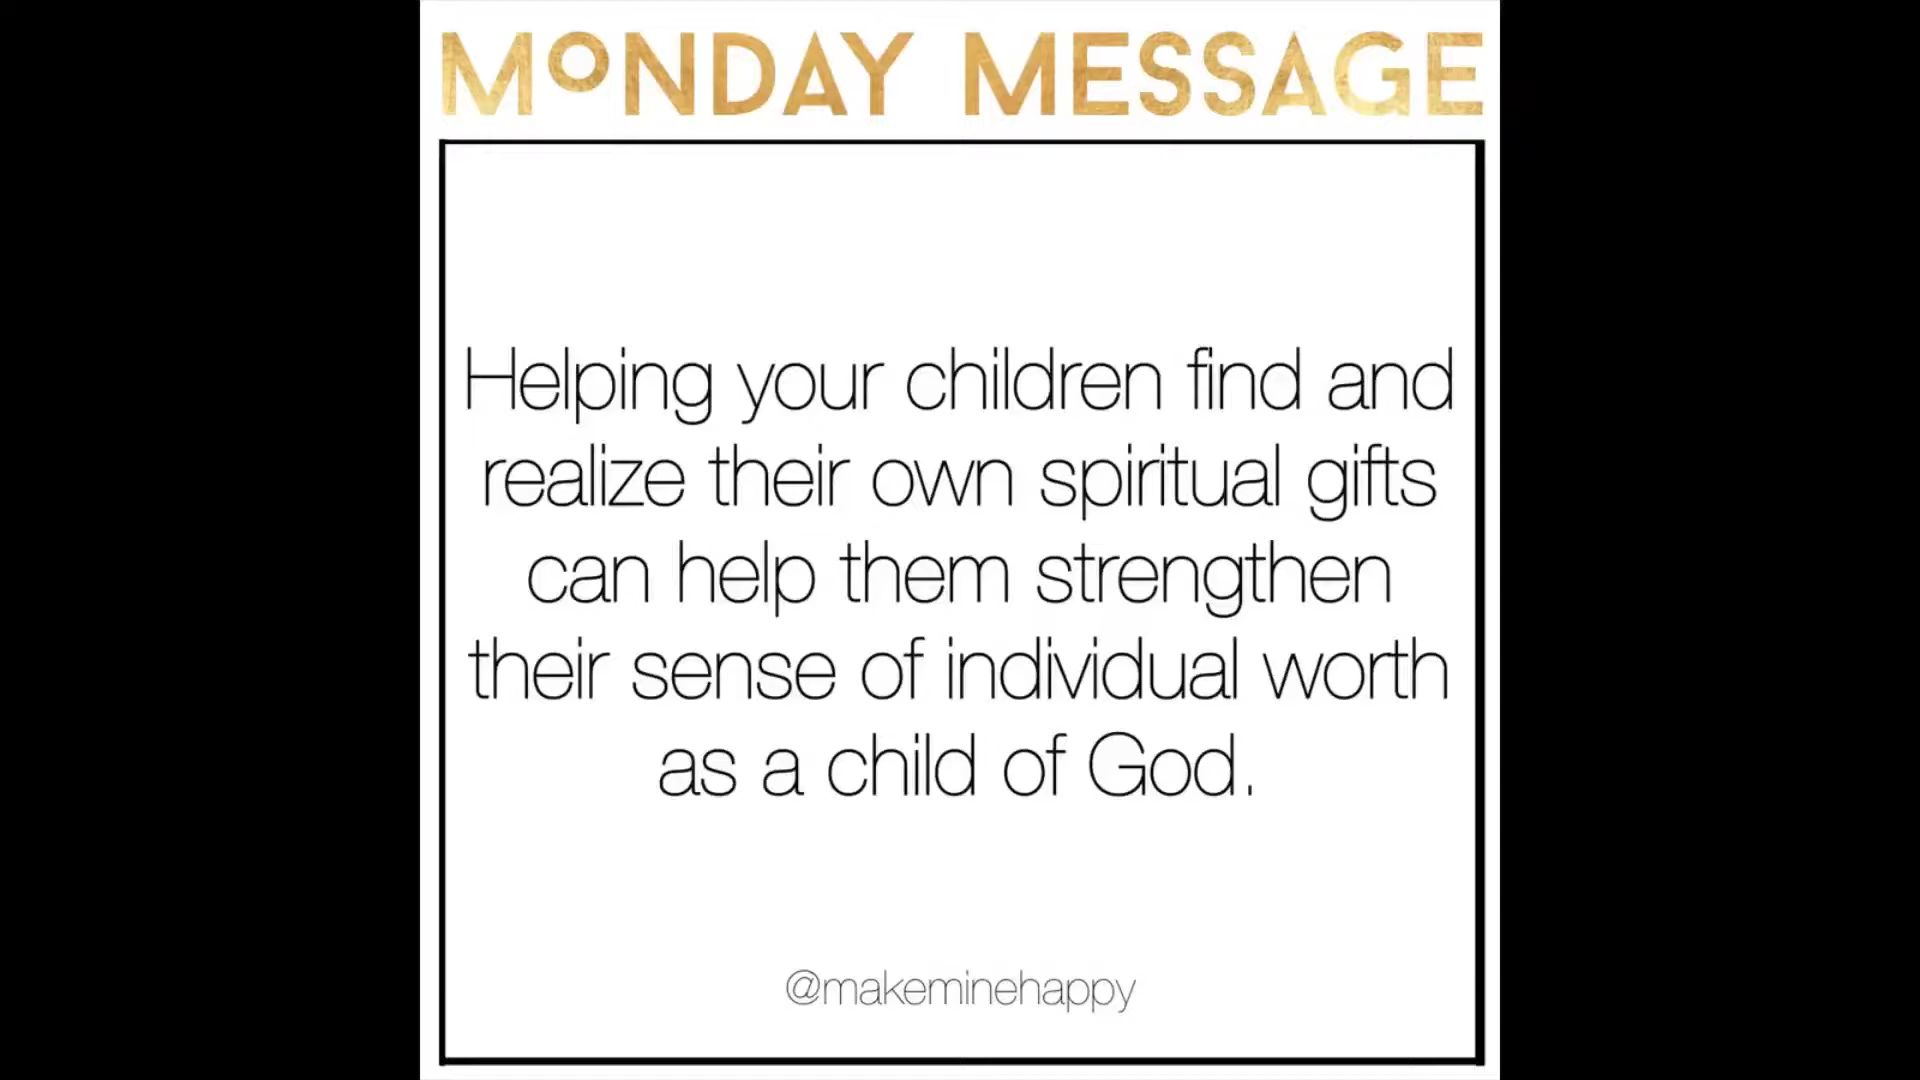 MONDAY MESSAGE
Helping your children find and
realize their own spiritual gifts
can help them strengthen
their sense of individual worth
as a child of God.
@makeminehappy